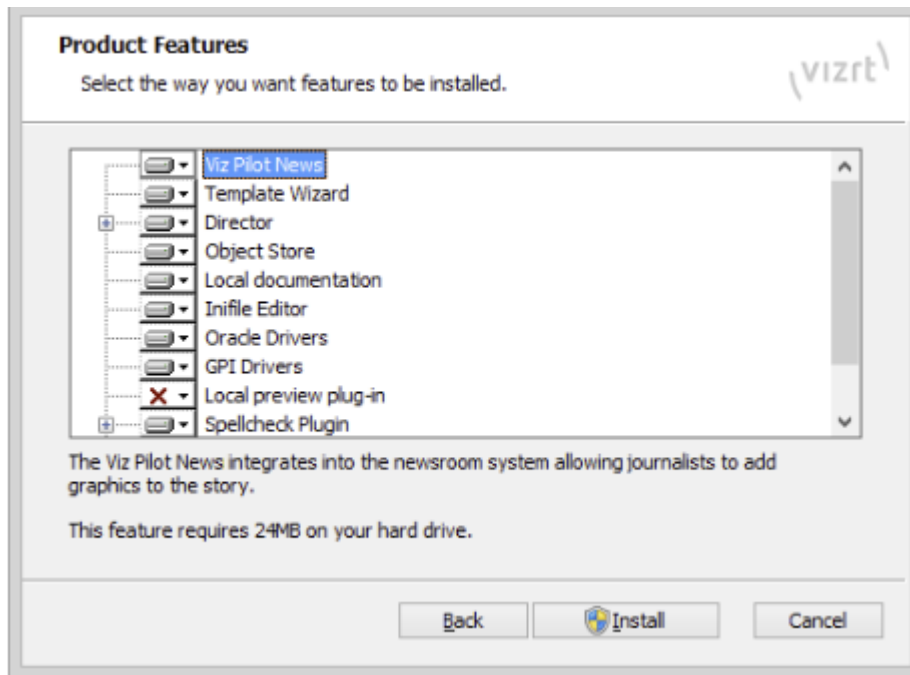 Product Features
Select the way you want features to be installed.
vizrt
Viz Pilot News
Template Wizard
Director
Object Store
Local documentation
Inifile Editor
Oracle Drivers
GPI Drivers
Local preview plug-in
Spellcheck Plugin
The Viz Pilot News integrates into the newsroom system allowing journalists to add
graphics to the story.
This feature requires 24MB on your hard drive.
Back
Install
Cancel